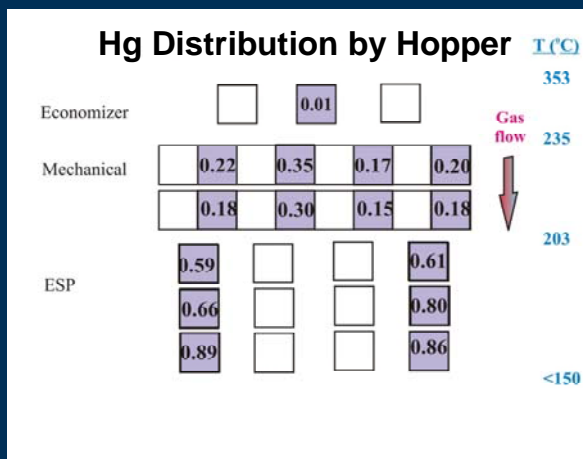 Hg Distribution by Hopper
T (°C)
353
Economizer
0.01
Gas
flow
235
Mechanical
0.22 0.35 0.17 0.20
0.18 0.30 0.15 0.18
203
ESP
0.59 0.61
0.66 0.80
0.89 0.86
<150